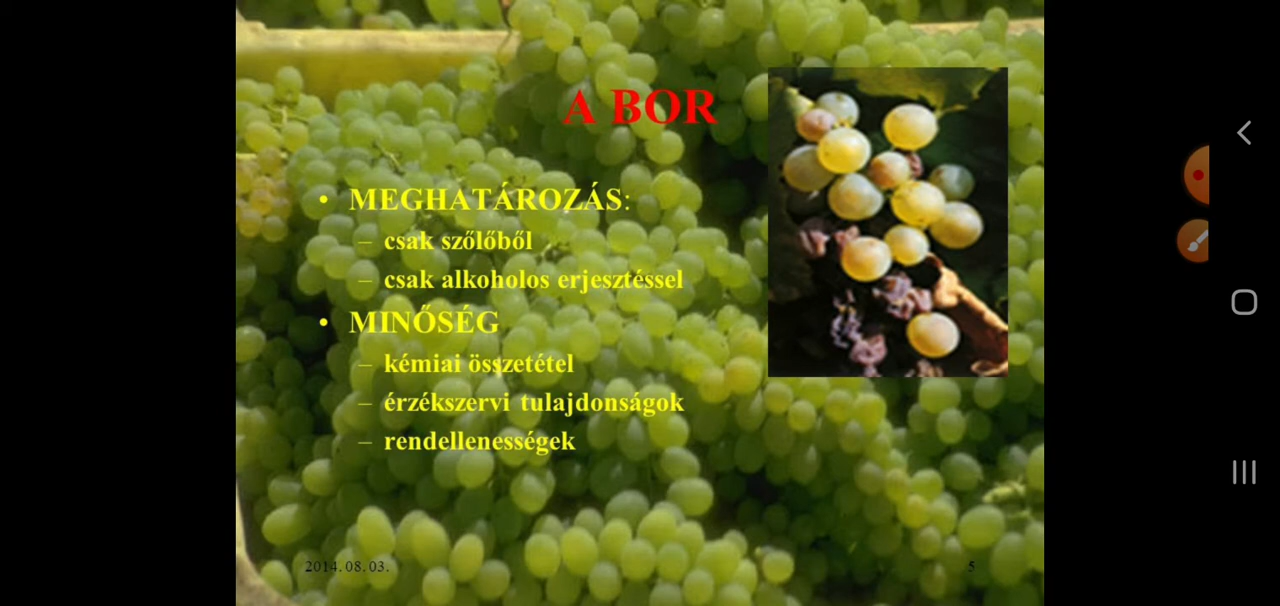 A BOR
• MEGHATÁROZÁS:
– csak szőlőből
– csak alkoholos erjesztéssel
• MINŐSÉG
– kémiai összetétel
– érzékszervi tulajdonságok
– rendellenességek
2014.08.03.
5